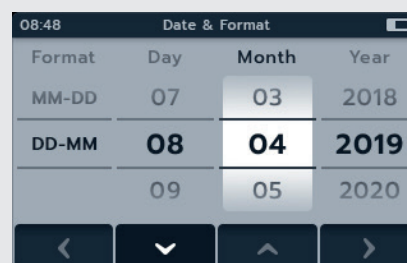 08:48 Date & Format
Format Day Month Year
MM-DD 07 03 2018
DD-MM 08 04 2019
09 05 2020